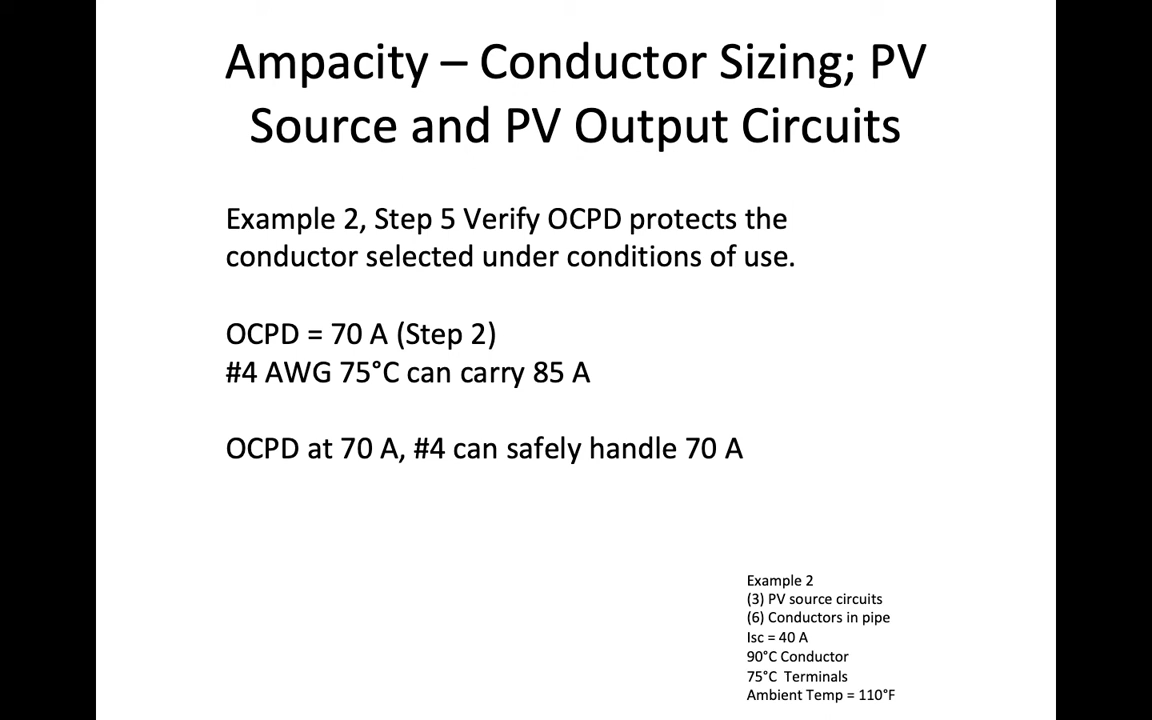 Ampacity – Conductor Sizing; PV
Source and PV Output Circuits
Example 2, Step 5 Verify OCPD protects the
conductor selected under conditions of use.
OCPD = 70 A (Step 2)
#4 AWG 75°C can carry 85 A
OCPD at 70 A, #4 can safely handle 70 A
Example 2
(3) PV source circuits
(6) Conductors in pipe
Isc = 40 A
90°C Conductor
75°C Terminals
Ambient Temp = 110°F